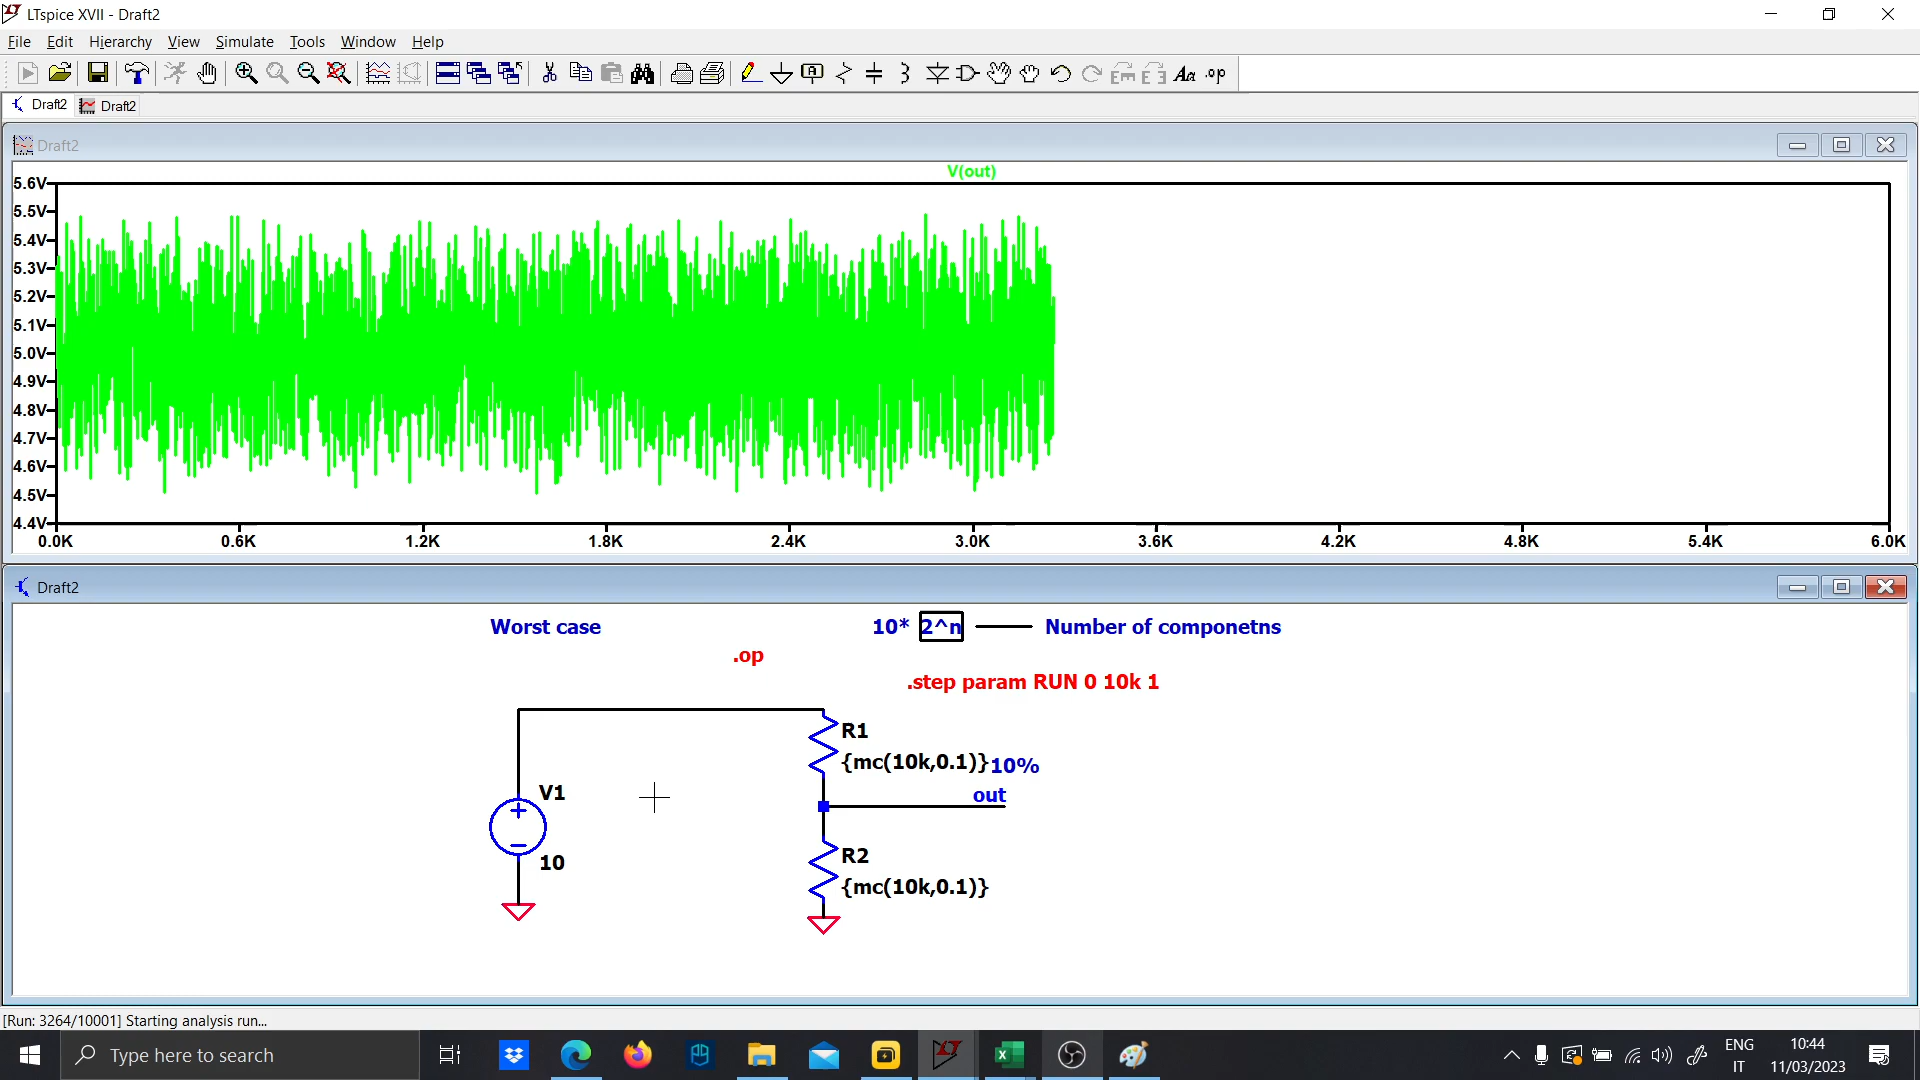 LTspice XVII - Draft2
File Edit Hierarchy View Simulate Tools Window Help
Aa .op
Draft2 Draft2
Draft2
V(out)
5.6V
5.5V
5.4V
5.3V
5.2V
5.1V
5.0V
4.9V
4.8V
4.7V
4.6V
4.5V
4.4V
0.0K 0.6K 1.2K 1.8K 2.4K 3.0K 3.6K 4.2K 4.8K 5.4K 6.0K
Draft2
Worst case 10* 2^n Number of componetns
.op
.step param RUN 0 10k 1
R1
{mc(10k,0.1)} 10%
V1
out
10
R2
{mc(10k,0.1)}
[Run: 3264/10001] Starting analysis run...
Type here to search
ENG
IT
10:44
11/03/2023